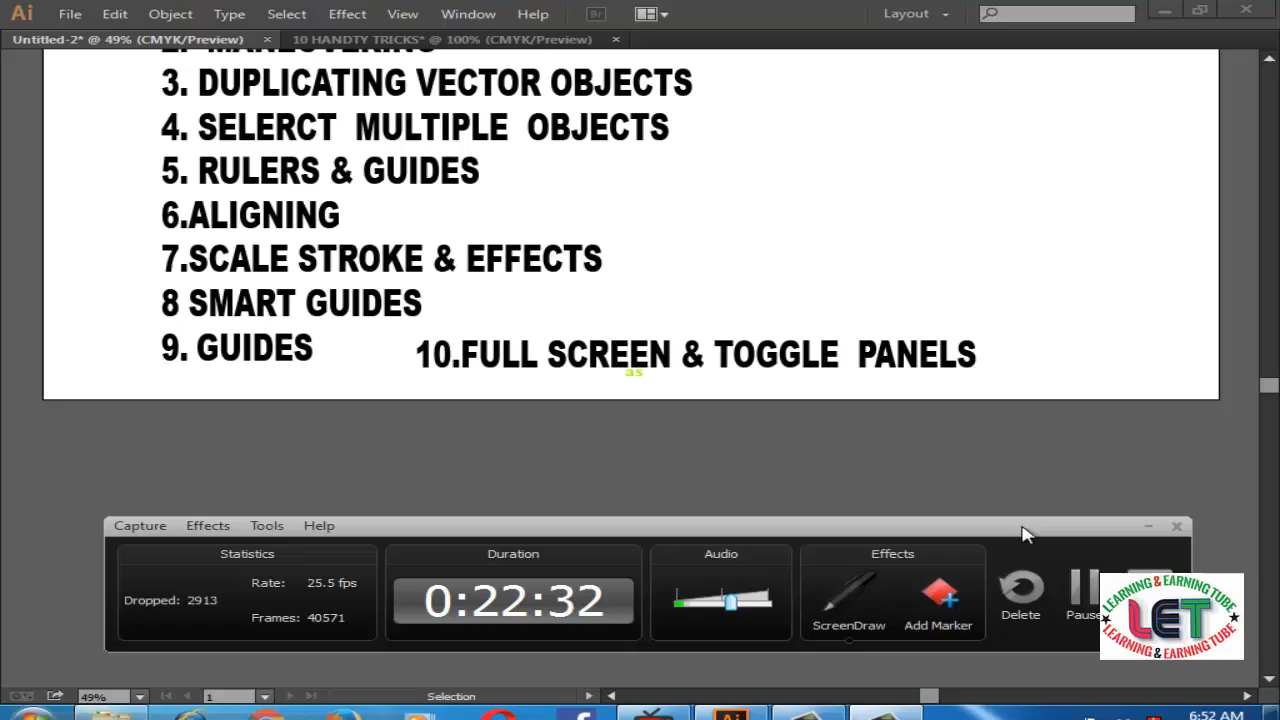 Ai File Edit Object Type Select Effect View Window Help Br Layout
Untitled-2* @ 49% (CMYK/Preview) × 10 HANDTY TRICKS* @ 100% (CMYK/Preview) ×
2. MANEUVERING
3. DUPLICATING VECTOR OBJECTS
4. SELERCT MULTIPLE OBJECTS
5. RULERS & GUIDES
6.ALIGNING
7.SCALE STROKE & EFFECTS
8 SMART GUIDES
9. GUIDES
10.FULL SCREEN & TOGGLE PANELS
as
Capture Effects Tools Help
Statistics Duration Audio Effects
Rate: 25.5 fps
Dropped: 2913
Frames: 40571
0:22:32
ScreenDraw Add Marker Delete Pause
LEARNING & EARNING TUBE
LET
LEARNING & EARNING TUBE
49% 1 Selection
6:52 AM